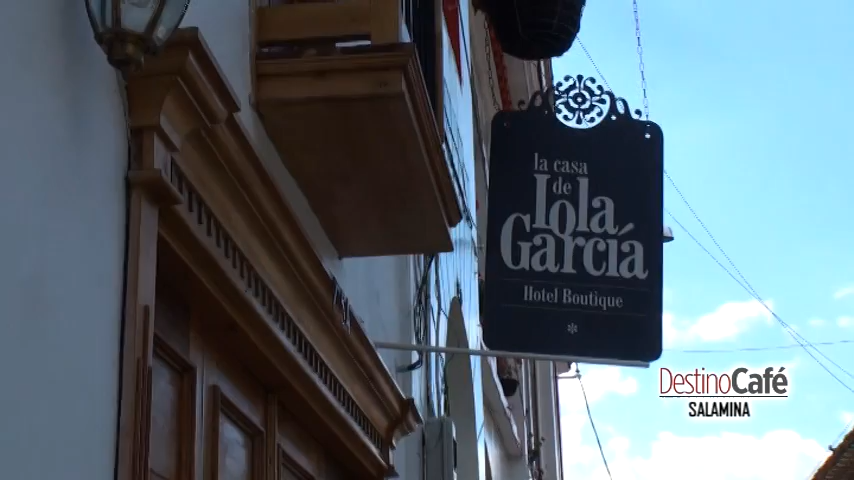 la casa
de
Lola
García
Hotel Boutique
*
DestinoCafé
SALAMINA